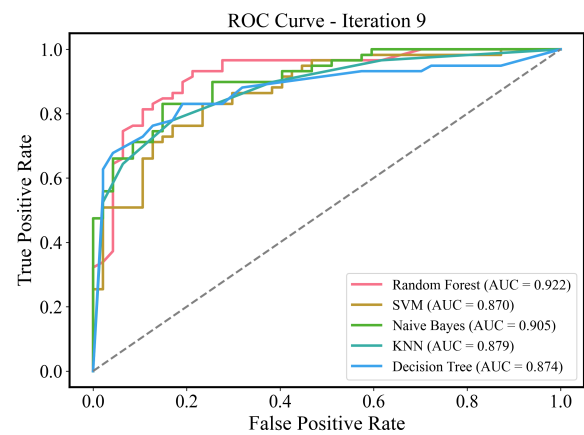 ROC Curve - Iteration 9
True Positive Rate
1.0
0.8
0.6
0.4
0.2
0.0
Random Forest (AUC = 0.922)
SVM (AUC = 0.870)
Naive Bayes (AUC = 0.905)
KNN (AUC = 0.879)
Decision Tree (AUC = 0.874)
0.0 0.2 0.4 0.6 0.8 1.0
False Positive Rate